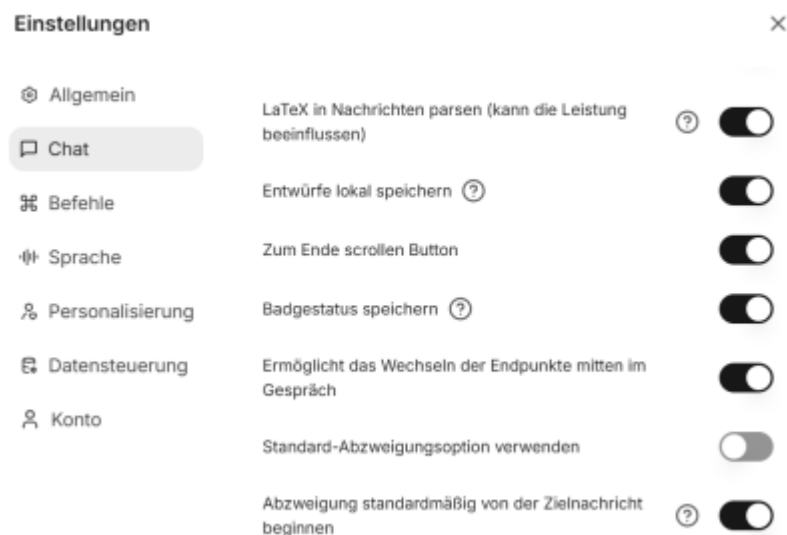 Einstellungen
Allgemein
Chat
Befehle
Sprache
Personalisierung
Datensteuerung
Konto
LaTeX in Nachrichten parsen (kann die Leistung
beeinflussen)
Entwürfe lokal speichern
Zum Ende scrollen Button
Badgestatus speichern
Ermöglicht das Wechseln der Endpunkte mitten im
Gespräch
Standard-Abzweigungsoption verwenden
Abzweigung standardmäßig von der Zielnachricht
beginnen